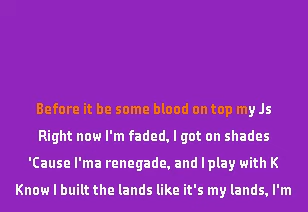 Before it be some blood on top my Js
Right now I'm faded, I got on shades
'Cause I'ma renegade, and I play with K
Know I built the lands like it's my lands, I'm